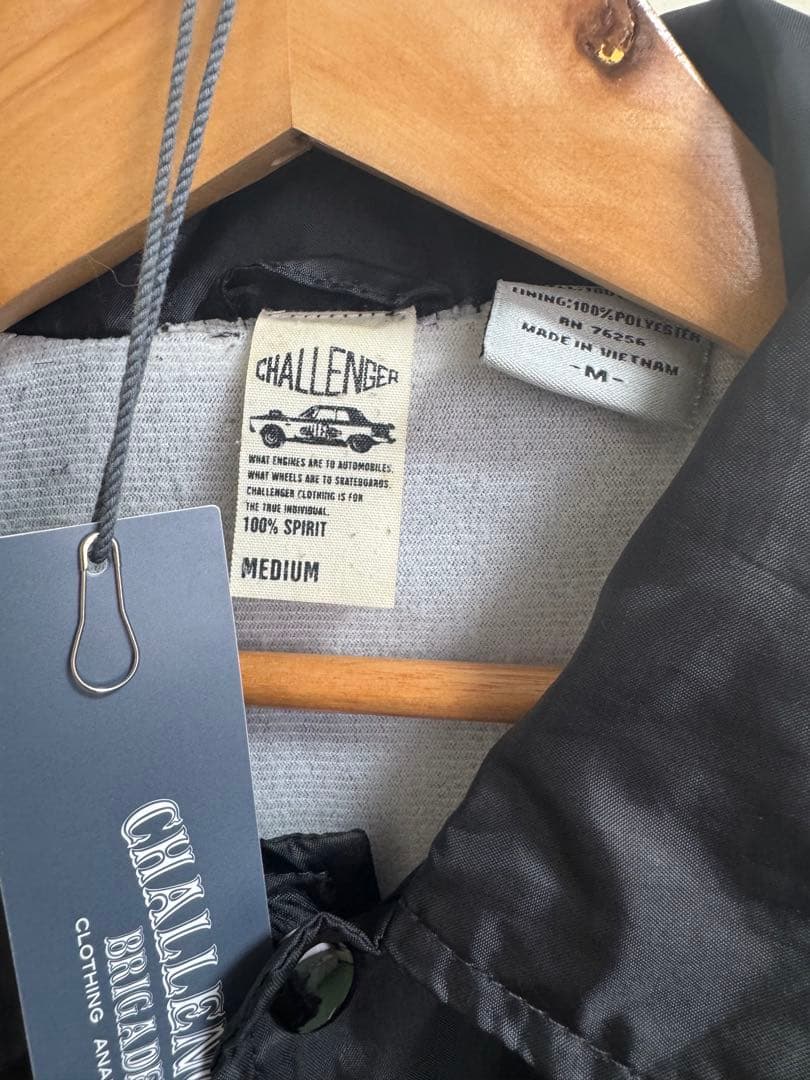 CHALLENGER
WHAT ENGINES ARE TO AUTOMOBILES,
WHAT WHEELS ARE TO SKATEBOARDS.
CHALLENGER CLOTHING IS FOR
THE TRUE INDIVIDUAL.
100% SPIRIT
MEDIUM
LINING:100%POLYESTER
RN 76256
MADE IN VIETNAM
-M-
CHALLEN
BRIGADE
CLOTHING ANA